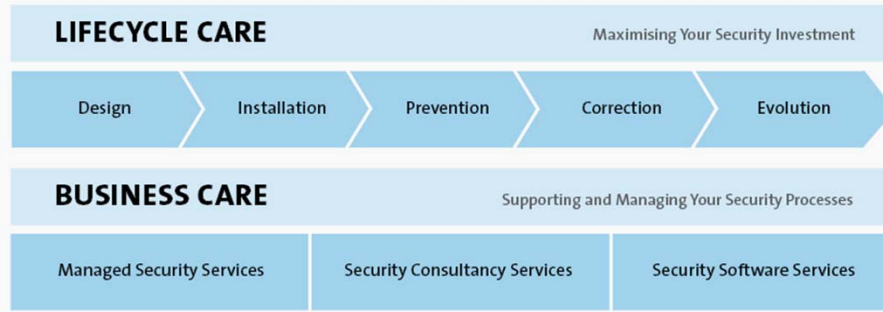 LIFECYCLE CARE
Maximising Your Security Investment
Design
Installation
Prevention
Correction
Evolution
BUSINESS CARE
Supporting and Managing Your Security Processes
Managed Security Services
Security Consultancy Services
Security Software Services